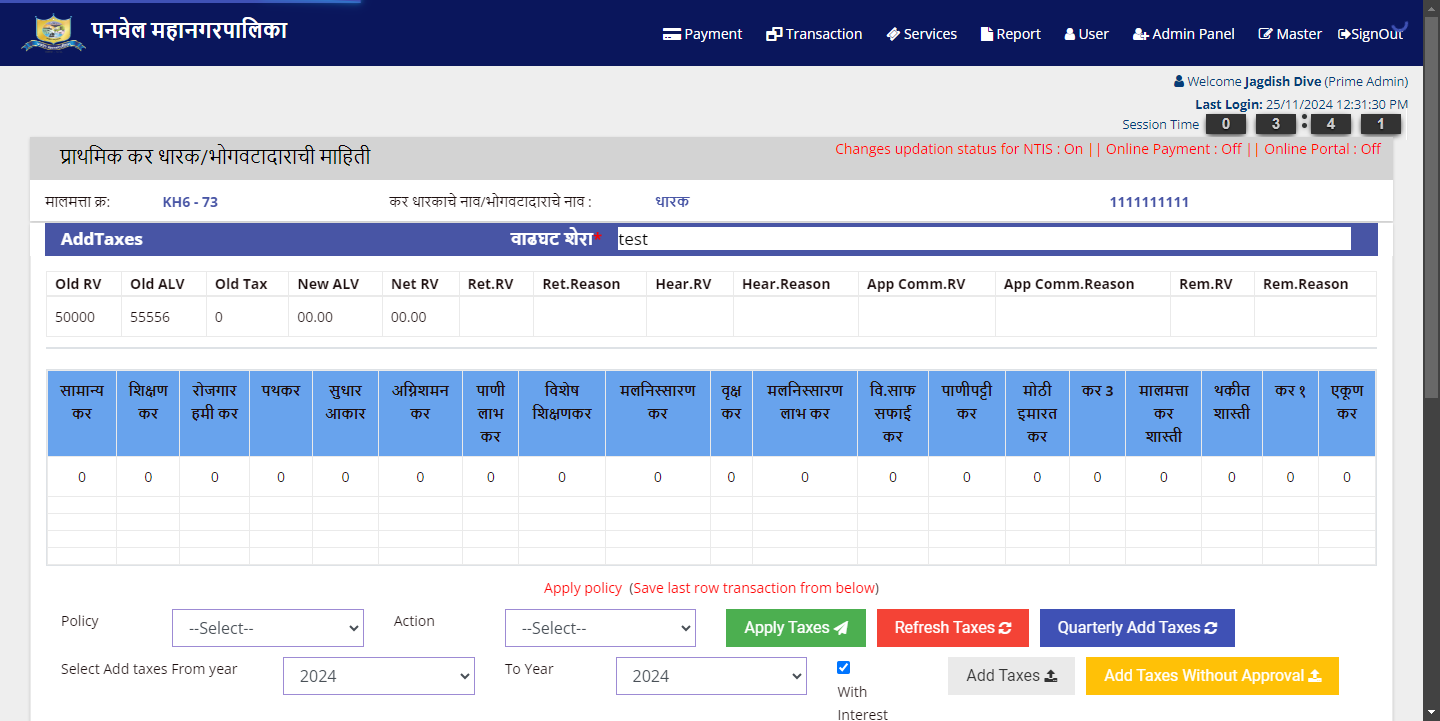 पनवेल महानगरपालिका
Payment Transaction Services Report User Admin Panel Master SignOut
Welcome Jagdish Dive (Prime Admin)
Last Login: 25/11/2024 12:31:30 PM
Session Time 0 3 : 4 1
प्राथमिक कर धारक/भोगवटादाराची माहिती
Changes updation status for NTIS : On || Online Payment : Off || Online Portal : Off
मालमत्ता क्र: KH6 - 73 कर धारकाचे नाव/भोगवटादाराचे नाव : धारक 1111111111
AddTaxes वाढघट शेरा* test
Old RV Old ALV Old Tax New ALV Net RV Ret.RV Ret.Reason Hear.RV Hear.Reason App Comm.RV App Comm.Reason Rem.RV Rem.Reason
50000 55556 0 00.00 00.00
सामान्य कर शिक्षण कर रोजगार हमी कर पथकर सुधार आकार अग्निशमन कर पाणी लाभ कर विशेष शिक्षणकर मलनिस्सारण कर वृक्ष कर मलनिस्सारण लाभ कर वि.साफ सफाई कर पाणीपट्टी कर मोठी इमारत कर कर 3 मालमत्ता कर शास्ती थकीत शास्ती कर १ एकूण कर
0 0 0 0 0 0 0 0 0 0 0 0 0 0 0 0 0 0 0
Apply policy (Save last row transaction from below)
Policy --Select-- Action --Select-- Apply Taxes Refresh Taxes Quarterly Add Taxes
Select Add taxes From year 2024 To Year 2024 With Interest Add Taxes Add Taxes Without Approval